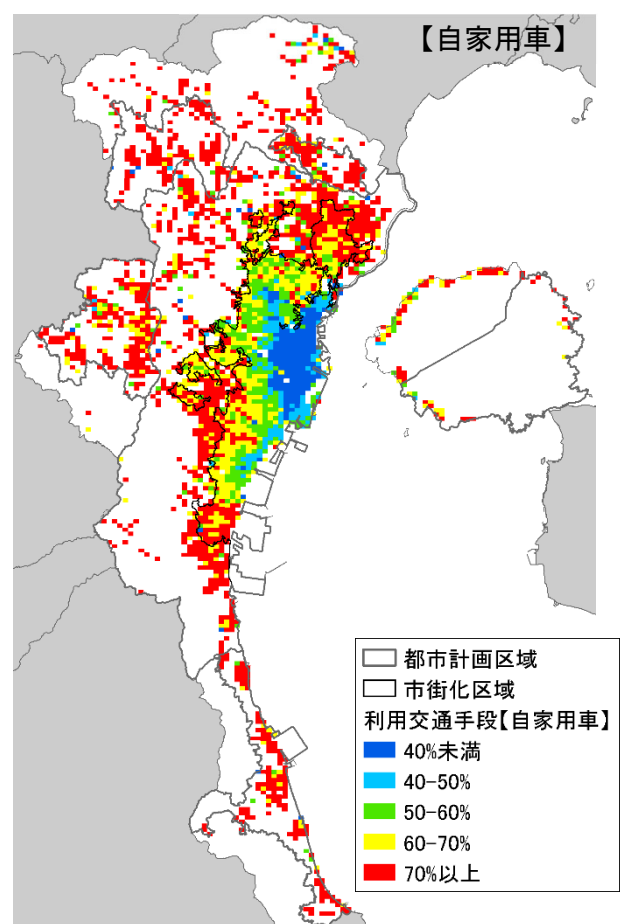 【自家用車】
都市計画区域
市街化区域
利用交通手段【自家用車】
40%未満
40-50%
50-60%
60-70%
70%以上